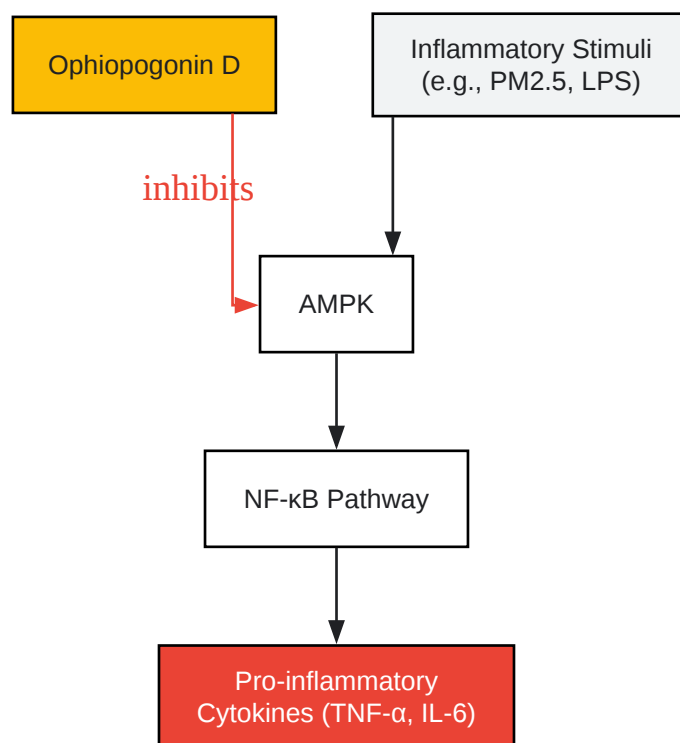 Ophiopogonin D
Inflammatory Stimuli
(e.g., PM2.5, LPS)
inhibits
AMPK
NF-κB Pathway
Pro-inflammatory
Cytokines (TNF-α, IL-6)